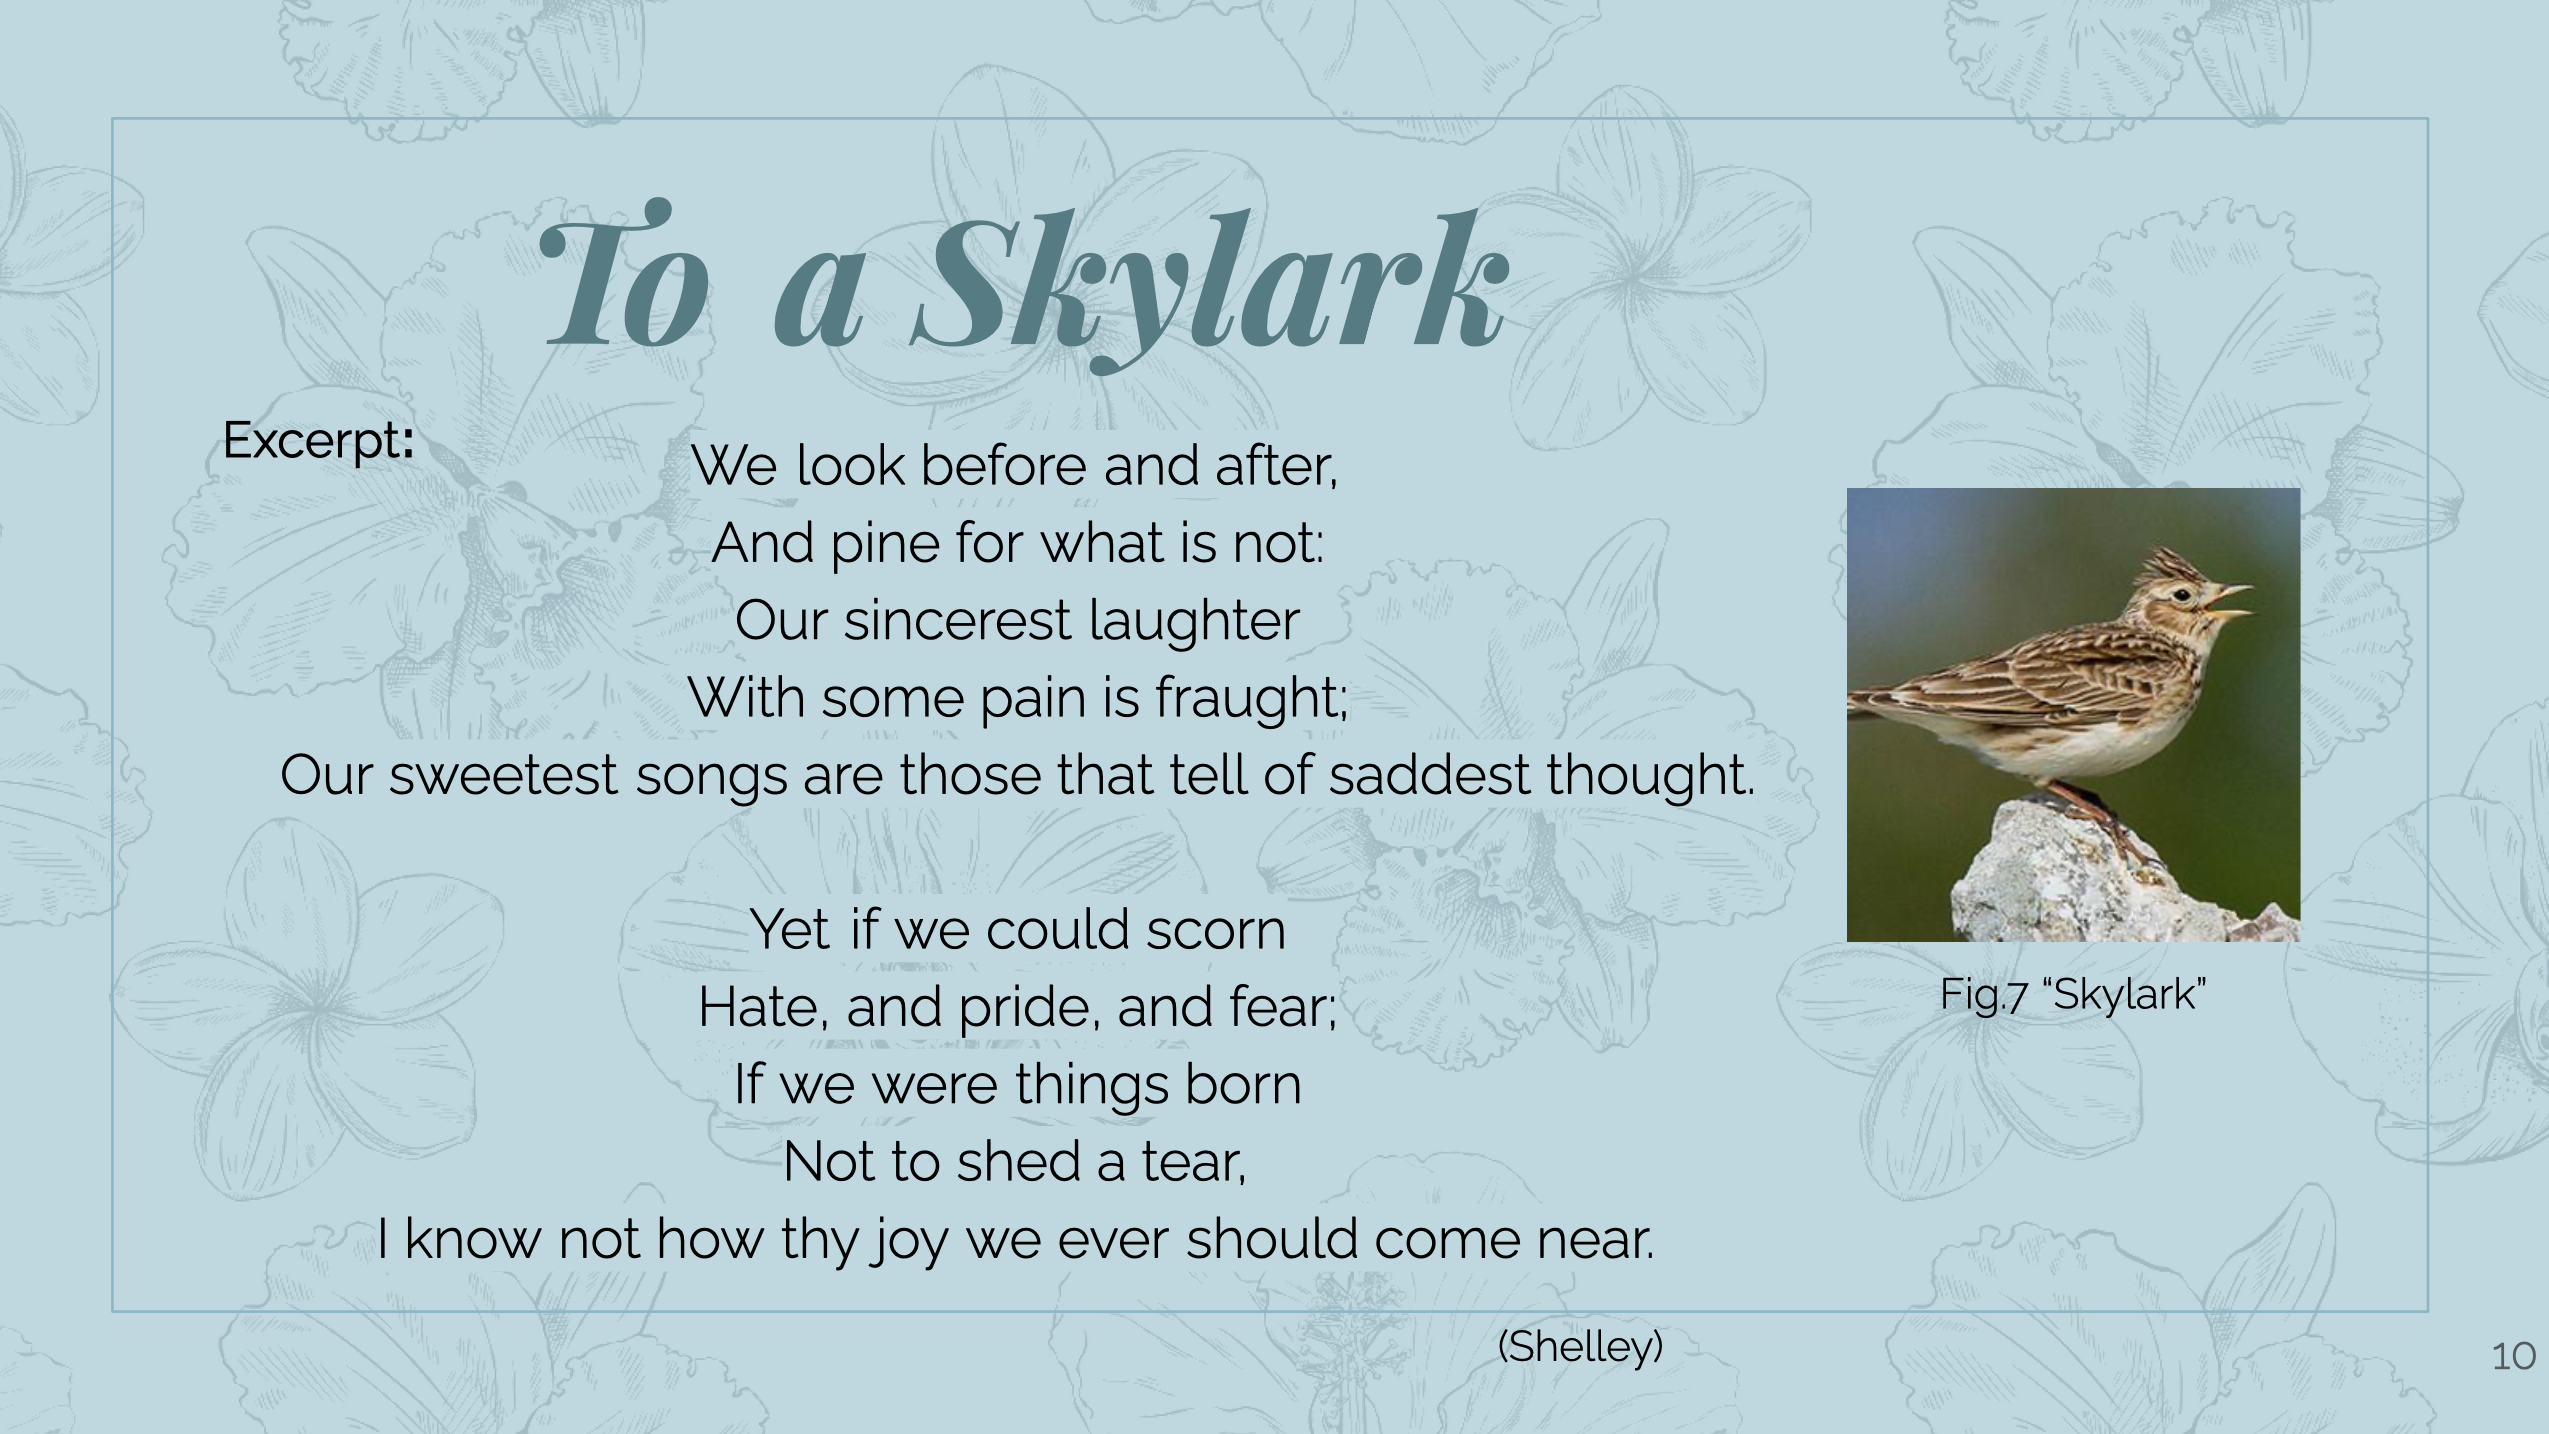 To a Skylark
Excerpt:
We look before and after,
And pine for what is not:
Our sincerest laughter
With some pain is fraught;
Our sweetest songs are those that tell of saddest thought.
Yet if we could scorn
Hate, and pride, and fear;
If we were things born
Not to shed a tear,
I know not how thy joy we ever should come near.
Fig.7 “Skylark”
(Shelley)
10